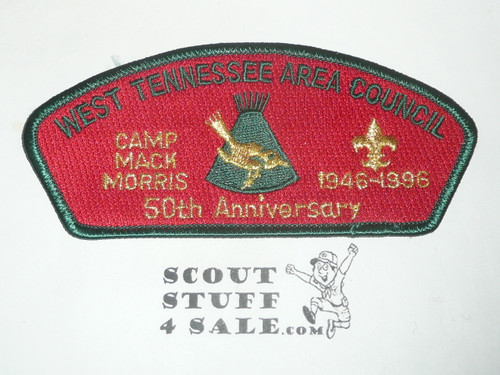 WEST TENNESSEE AREA COUNCIL
CAMP
MACK
MORRIS
1946-1996
50th Anniversary
SCOUT
STUFF
4 SALE.com